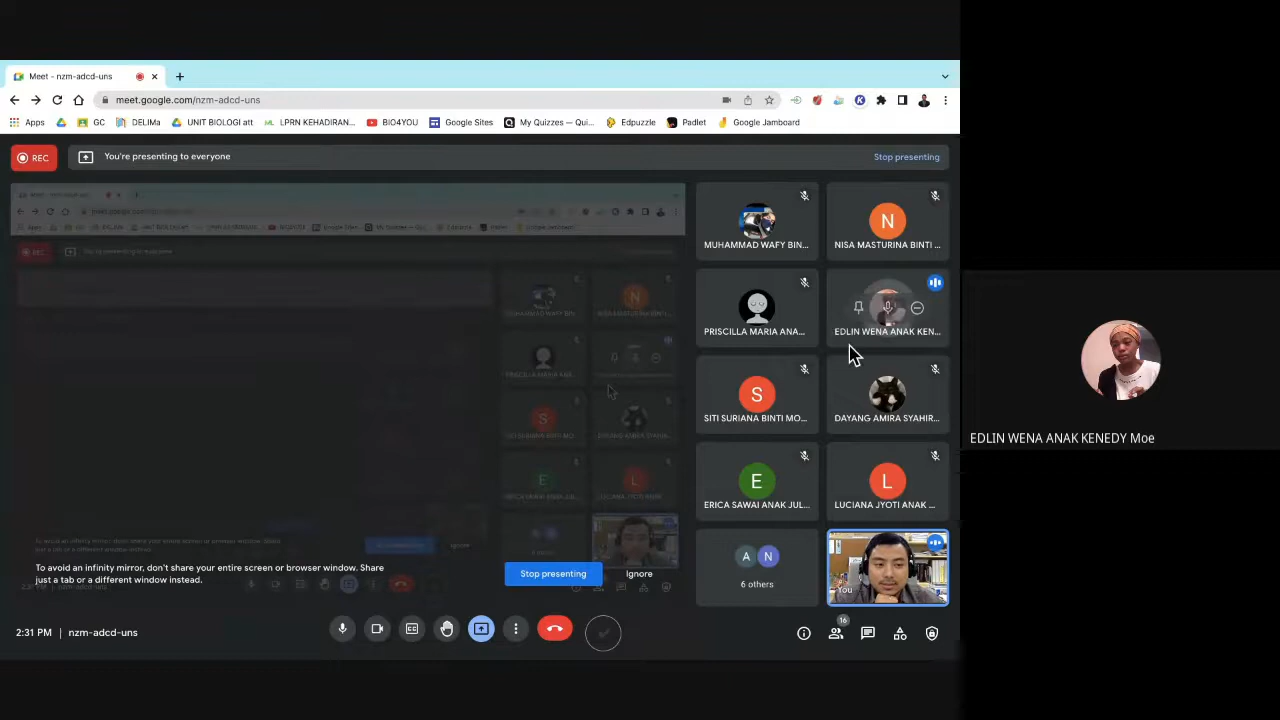 Meet - nzm-adcd-uns
meet.google.com/nzm-adcd-uns
Apps GC DELIMa UNIT BIOLOGI att LPRN KEHADIRAN... BIO4YOU Google Sites My Quizzes — Qui... Edpuzzle Padlet Google Jamboard
REC You're presenting to everyone Stop presenting
N
MUHAMMAD WAFY BIN... NISA MASTURINA BINTI ...
PRISCILLA MARIA ANA... EDLIN WENA ANAK KEN...
S
SITI SURIANA BINTI MO... DAYANG AMIRA SYAHIR...
EDLIN WENA ANAK KENEDY Moe
E L
ERICA SAWAI ANAK JUL... LUCIANA JYOTI ANAK ...
A N
6 others
You
To avoid an infinity mirror, don't share your entire screen or browser window. Share
just a tab or a different window instead.
Stop presenting Ignore
2:31 PM | nzm-adcd-uns
16